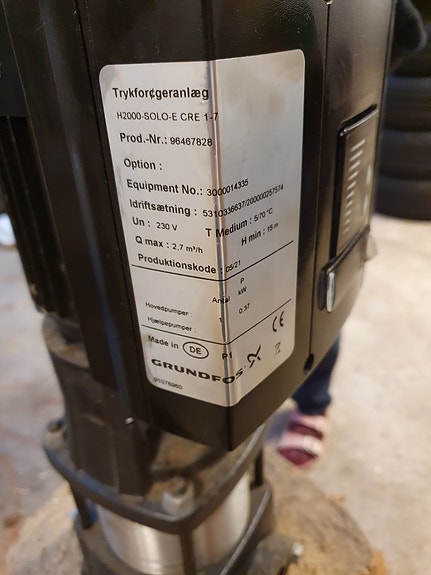 Trykforøgeranlæg
H2000-SOLO-E CRE 1-7
Prod.-Nr.: 96467828
Option :
Equipment No.: 3000014335
Idriftsætning : 5310336637/20000257574
Un : 230 V T Medium : 5/70 °C
Q max : 2,7 m³/h H min : 15 m
Produktionskode : 05/21
Antal P
kW
Hovedpumper : 1 0,37
Hjælpepumper :
Made in DE P1
GRUNDFOS
CE
91076960